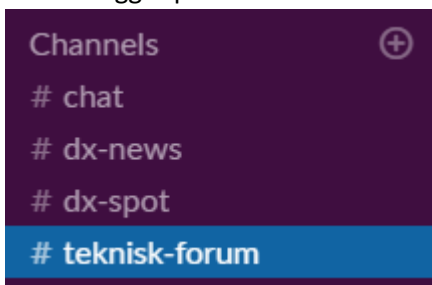 Channels
# chat
# dx-news
# dx-spot
# teknisk-forum